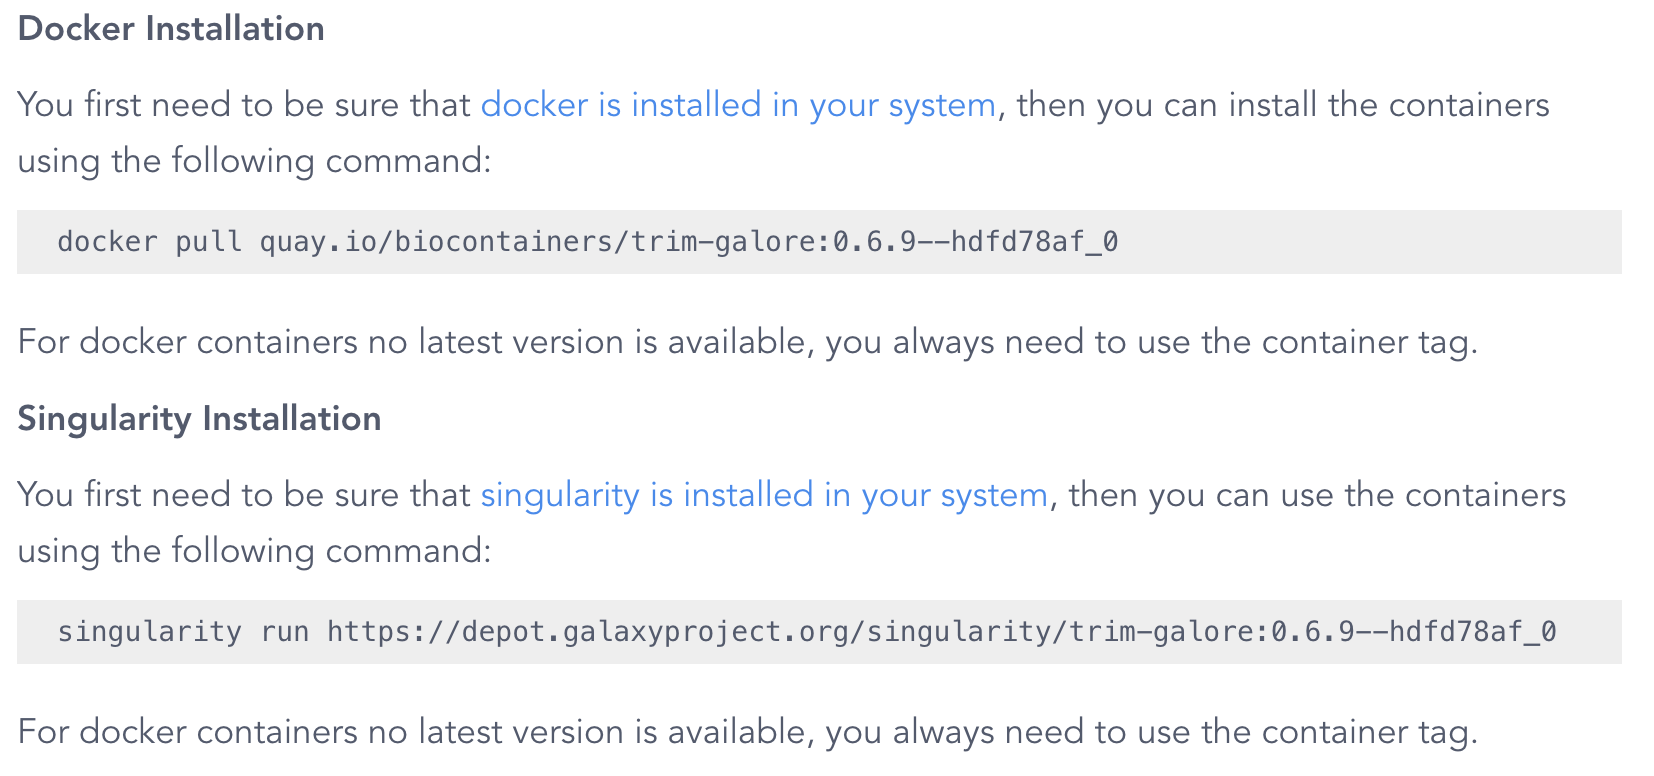 Docker Installation
You first need to be sure that docker is installed in your system, then you can install the containers
using the following command:
docker pull quay.io/biocontainers/trim-galore:0.6.9--hdfd78af_0
For docker containers no latest version is available, you always need to use the container tag.
Singularity Installation
You first need to be sure that singularity is installed in your system, then you can use the containers
using the following command:
singularity run https://depot.galaxyproject.org/singularity/trim-galore:0.6.9--hdfd78af_0
For docker containers no latest version is available, you always need to use the container tag.